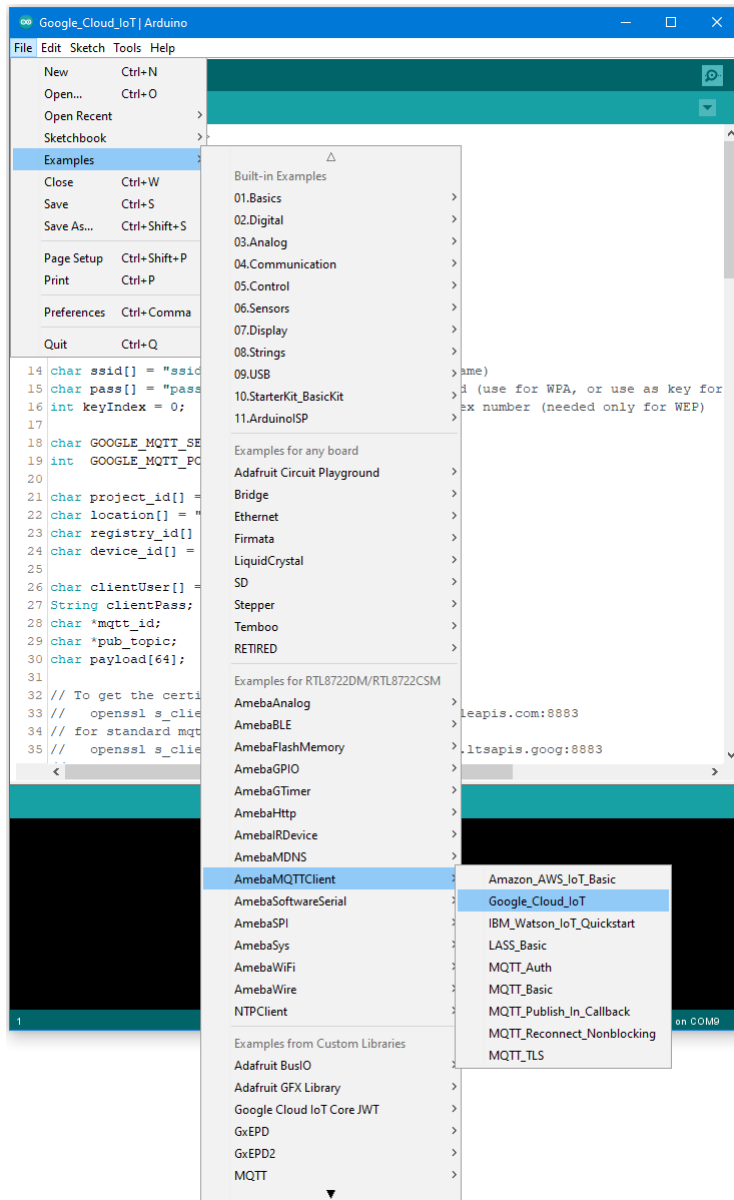 Google_Cloud_IoT | Arduino
File Edit Sketch Tools Help
New Ctrl+N
Open... Ctrl+O
Open Recent
Sketchbook
Examples
Close Ctrl+W
Save Ctrl+S
Save As... Ctrl+Shift+S
Page Setup Ctrl+Shift+P
Print Ctrl+P
Preferences Ctrl+Comma
Quit Ctrl+Q
Built-in Examples
01.Basics
02.Digital
03.Analog
04.Communication
05.Control
06.Sensors
07.Display
08.Strings
09.USB
10.StarterKit_BasicKit
11.ArduinoISP
Examples for any board
Adafruit Circuit Playground
Bridge
Ethernet
Firmata
LiquidCrystal
SD
Stepper
Temboo
RETIRED
Examples for RTL8722DM/RTL8722CSM
AmebaAnalog
AmebaBLE
AmebaFlashMemory
AmebaGPIO
AmebaGTimer
AmebaHttp
AmebaIRDevice
AmebaMDNS
AmebaMQTTClient
AmebaSoftwareSerial
AmebaSPI
AmebaSys
AmebaWiFi
AmebaWire
NTPClient
Examples from Custom Libraries
Adafruit BusIO
Adafruit GFX Library
Google Cloud IoT Core JWT
GxEPD
GxEPD2
MQTT
Amazon_AWS_IoT_Basic
Google_Cloud_IoT
IBM_Watson_IoT_Quickstart
LASS_Basic
MQTT_Auth
MQTT_Basic
MQTT_Publish_In_Callback
MQTT_Reconnect_Nonblocking
MQTT_TLS
14 char ssid[] = "ssid ame)
15 char pass[] = "pass d (use for WPA, or use as key for
16 int keyIndex = 0; ex number (needed only for WEP)
17
18 char GOOGLE_MQTT_SE
19 int GOOGLE_MQTT_PO
20
21 char project_id[] =
22 char location[] = "
23 char registry_id[]
24 char device_id[] =
25
26 char clientUser[] =
27 String clientPass;
28 char *mqtt_id;
29 char *pub_topic;
30 char payload[64];
31
32 // To get the certi
33 // openssl s_clie leapis.com:8883
34 // for standard mqt
35 // openssl s_clie .ltsapis.goog:8883
1 on COM9